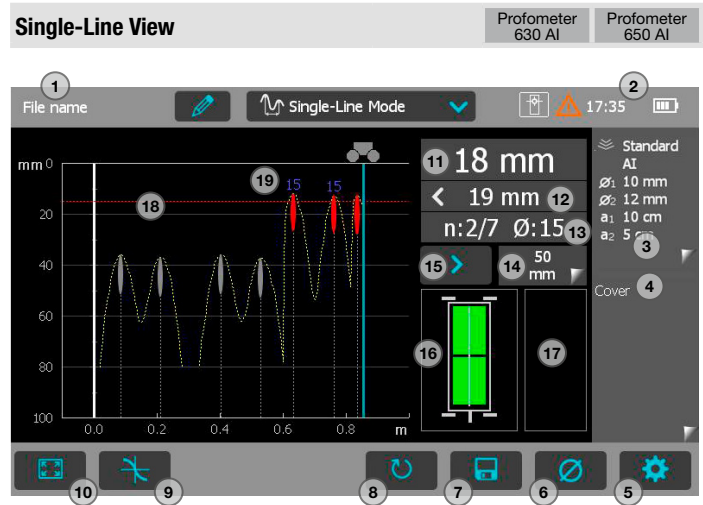 Single-Line View
Profometer
630 AI
Profometer
650 AI
1
2
File name
Single-Line Mode
17:35
mm 0
20
40
60
80
100
0.0
0.2
0.4
0.6
0.8
m
18
19
15
15
11
18 mm
< 19 mm
12
n:2/7 Ø:15
13
15
>
14
50
mm
16
17
Standard
AI
ø1 10 mm
ø2 12 mm
a1 10 cm
a2 5 cm
3
Cover
4
10
9
8
7
6
5